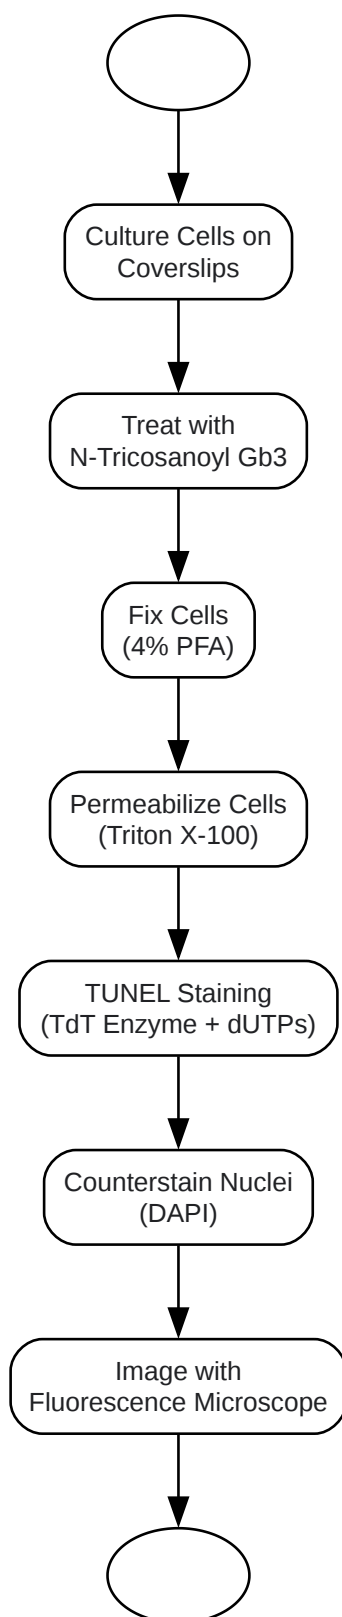 Culture Cells on
Coverslips
Treat with
N-Tricosanoyl Gb3
Fix Cells
(4% PFA)
Permeabilize Cells
(Triton X-100)
TUNEL Staining
(TdT Enzyme + dUTPs)
Counterstain Nuclei
(DAPI)
Image with
Fluorescence Microscope